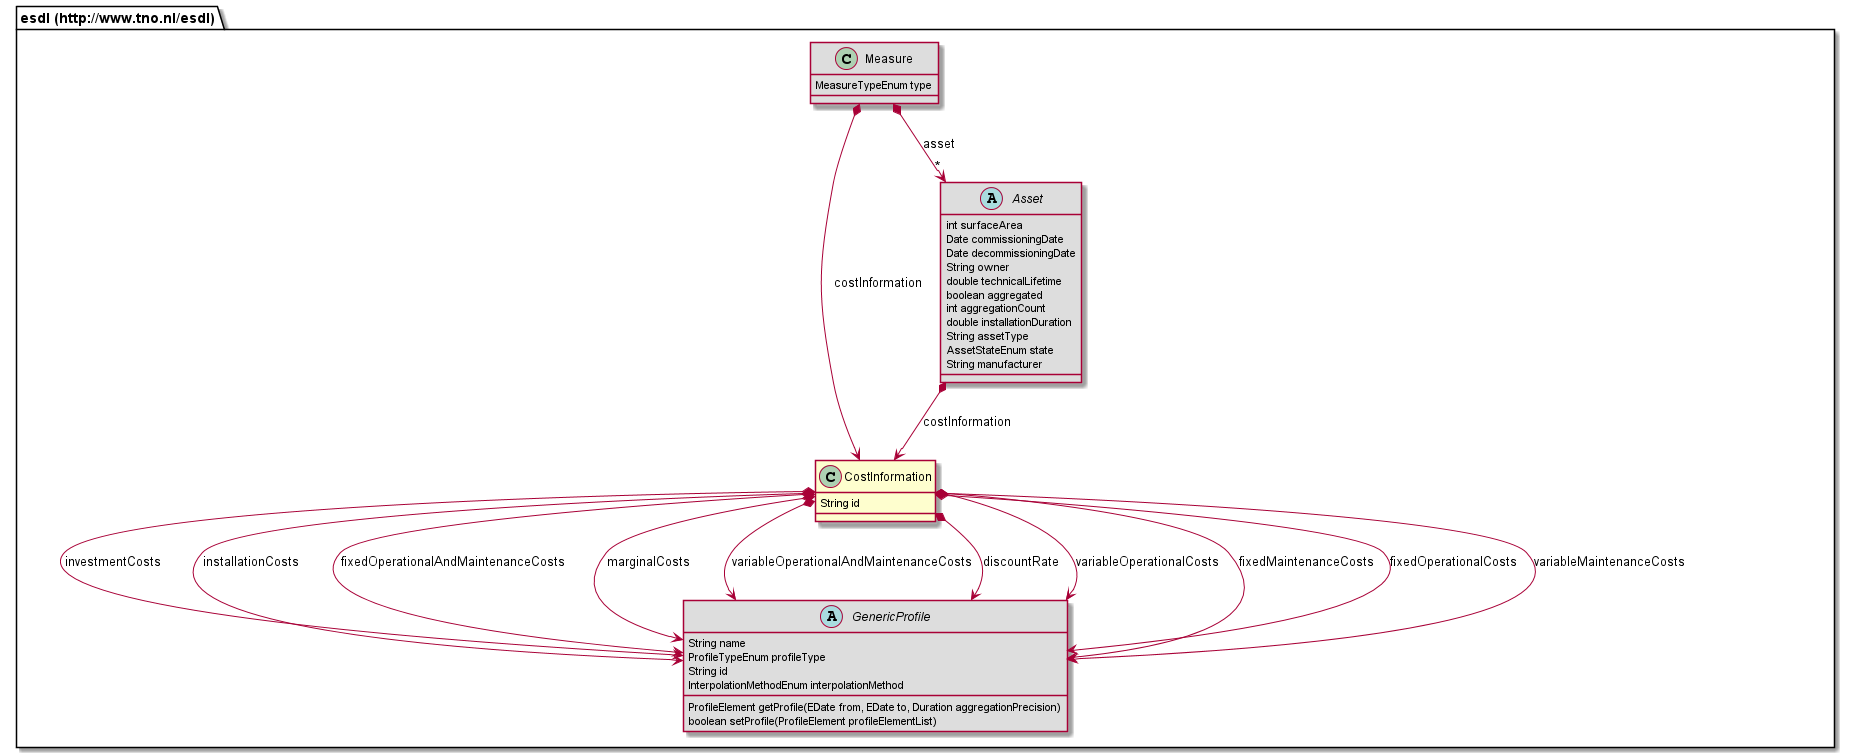 esdl (http://www.tno.nl/esdl)
C Measure
MeasureTypeEnum type
asset
*
A Asset
int surfaceArea
Date commissioningDate
Date decommissioningDate
String owner
double technicalLifetime
boolean aggregated
int aggregationCount
double installationDuration
String assetType
AssetStateEnum state
String manufacturer
costInformation
costInformation
C CostInformation
String id
investmentCosts
installationCosts
fixedOperationalAndMaintenanceCosts
marginalCosts
variableOperationalAndMaintenanceCosts
discountRate
variableOperationalCosts
fixedMaintenanceCosts
fixedOperationalCosts
variableMaintenanceCosts
A GenericProfile
String name
ProfileTypeEnum profileType
String id
InterpolationMethodEnum interpolationMethod
ProfileElement getProfile(EDate from, EDate to, Duration aggregationPrecision)
boolean setProfile(ProfileElement profileElementList)